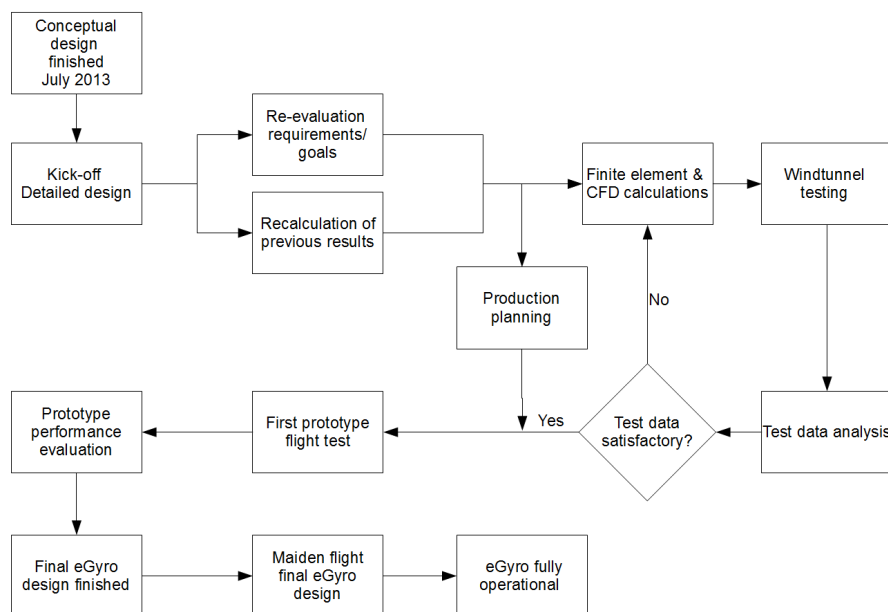 Conceptual
design
finished
July 2013
Kick-off
Detailed design
Re-evaluation
requirements/
goals
Recalculation of
previous results
Finite element &
CFD calculations
Windtunnel
testing
Production
planning
No
Yes
Test data
satisfactory?
Test data analysis
First prototype
flight test
Prototype
performance
evaluation
Final eGyro
design finished
Maiden flight
final eGyro
design
eGyro fully
operational